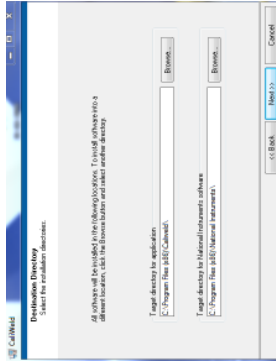 CaliWeld
Destination Directory
Select the installation directories.
All software will be installed in the following locations. To install software into a
different location, click the Browse button and select another directory.
Target directory for application
C:\Program Files (x86)\Caliweld\
Browse...
Target directory for National Instruments software
C:\Program Files (x86)\National Instruments\
Browse...
<< Back
Next >>
Cancel